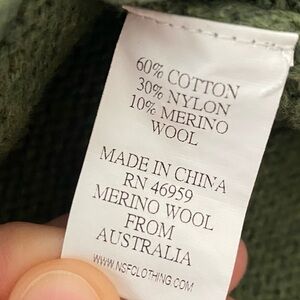 60% COTTON
30% NYLON
10% MERINO
WOOL
MADE IN CHINA
RN 46959
MERINO WOOL
FROM
AUSTRALIA
WWW.NSFCLOTHING.COM